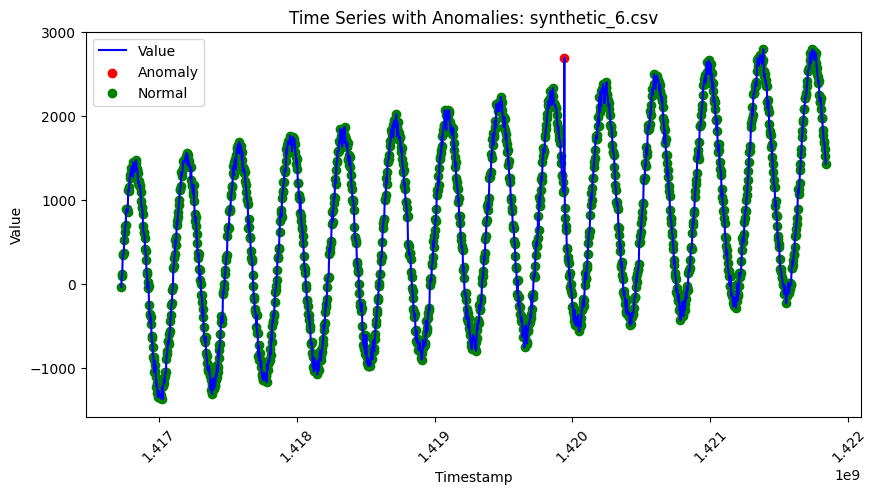 Time Series with Anomalies: synthetic_6.csv
Value
Anomaly
Normal
3000
2000
1000
0
−1000
Value
1.417
1.418
1.419
1.420
1.421
1.422
1e9
Timestamp